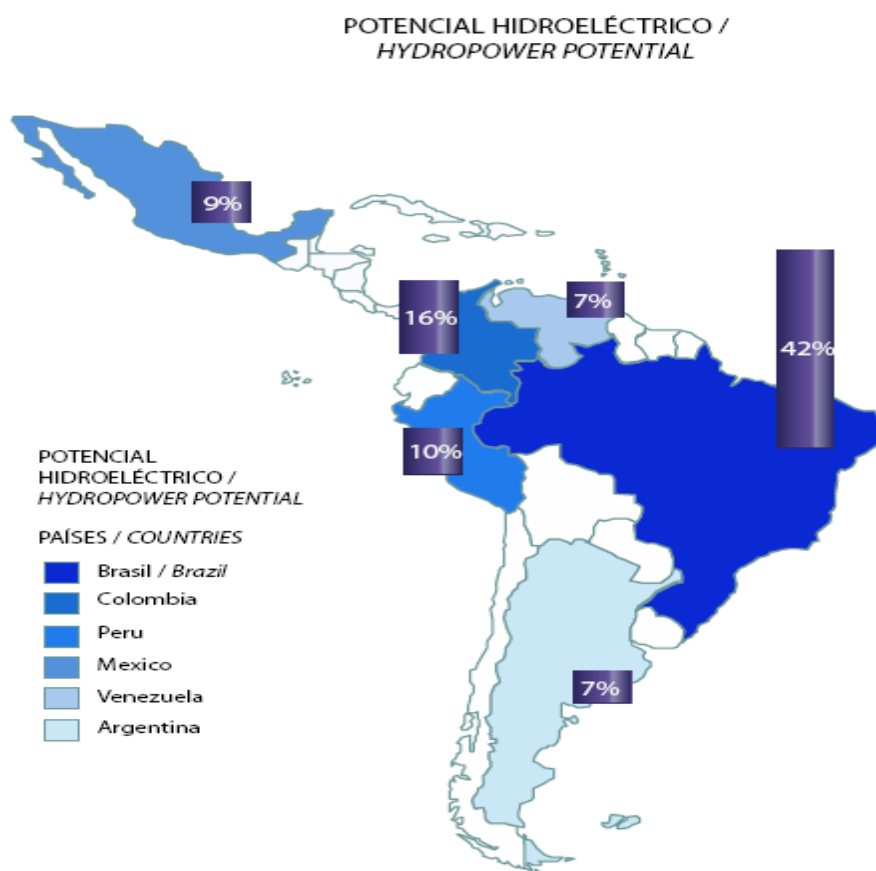 POTENCIAL HIDROELÉCTRICO /
HYDROPOWER POTENTIAL
9%
16%
7%
42%
10%
7%
POTENCIAL
HIDROELÉCTRICO /
HYDROPOWER POTENTIAL
PAÍSES / COUNTRIES
Brasil / Brazil
Colombia
Peru
Mexico
Venezuela
Argentina